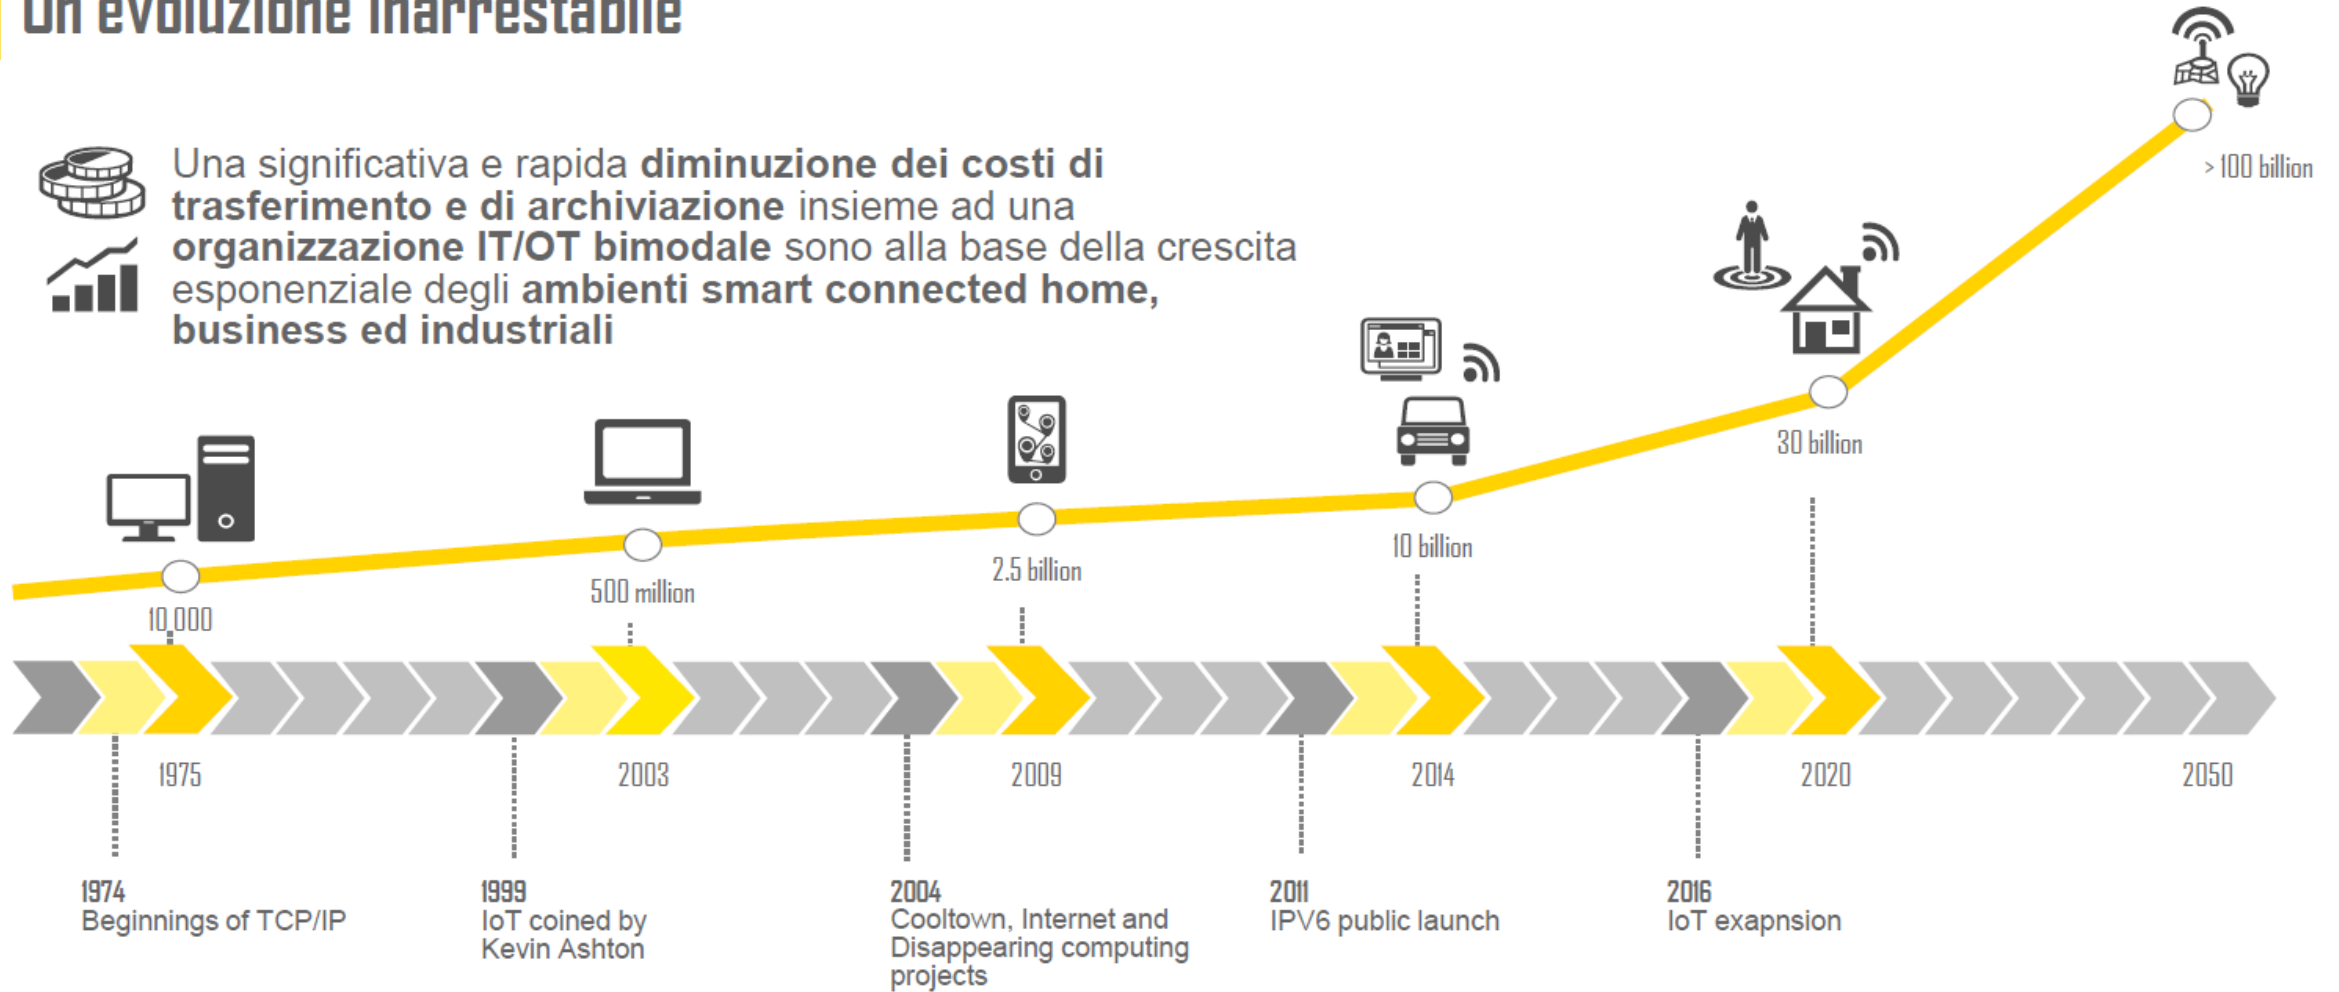 Un'evoluzione inarrestabile
Una significativa e rapida diminuzione dei costi di
trasferimento e di archiviazione insieme ad una
organizzazione IT/OT bimodale sono alla base della crescita
esponenziale degli ambienti smart connected home,
business ed industriali
> 100 billion
30 billion
10 billion
2.5 billion
500 million
10,000
1975
2003
2009
2014
2020
2050
1974
Beginnings of TCP/IP
1999
IoT coined by
Kevin Ashton
2004
Cooltown, Internet and
Disappearing computing
projects
2011
IPV6 public launch
2016
IoT exapnsion